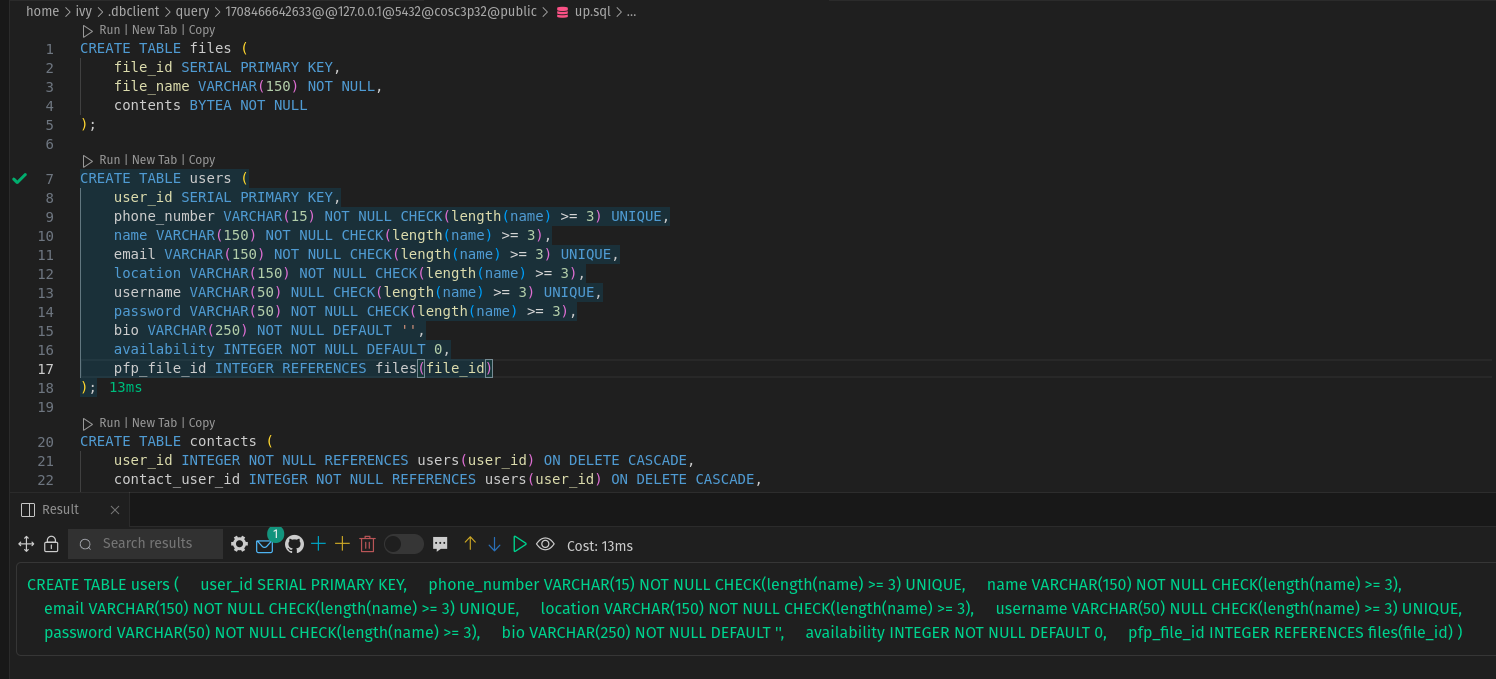 home > ivy > .dbclient > query > 1708466642633@@127.0.0.1@5432@cosc3p32@public > up.sql > ...
Run | New Tab | Copy
1 CREATE TABLE files (
2 file_id SERIAL PRIMARY KEY,
3 file_name VARCHAR(150) NOT NULL,
4 contents BYTEA NOT NULL
5 );
6
Run | New Tab | Copy
7 CREATE TABLE users (
8 user_id SERIAL PRIMARY KEY,
9 phone_number VARCHAR(15) NOT NULL CHECK(length(name) >= 3) UNIQUE,
10 name VARCHAR(150) NOT NULL CHECK(length(name) >= 3),
11 email VARCHAR(150) NOT NULL CHECK(length(name) >= 3) UNIQUE,
12 location VARCHAR(150) NOT NULL CHECK(length(name) >= 3),
13 username VARCHAR(50) NULL CHECK(length(name) >= 3) UNIQUE,
14 password VARCHAR(50) NOT NULL CHECK(length(name) >= 3),
15 bio VARCHAR(250) NOT NULL DEFAULT '',
16 availability INTEGER NOT NULL DEFAULT 0,
17 pfp_file_id INTEGER REFERENCES files(file_id)
18 ); 13ms
19
Run | New Tab | Copy
20 CREATE TABLE contacts (
21 user_id INTEGER NOT NULL REFERENCES users(user_id) ON DELETE CASCADE,
22 contact_user_id INTEGER NOT NULL REFERENCES users(user_id) ON DELETE CASCADE,
Result
Search results 1 Cost: 13ms
CREATE TABLE users ( user_id SERIAL PRIMARY KEY, phone_number VARCHAR(15) NOT NULL CHECK(length(name) >= 3) UNIQUE, name VARCHAR(150) NOT NULL CHECK(length(name) >= 3),
email VARCHAR(150) NOT NULL CHECK(length(name) >= 3) UNIQUE, location VARCHAR(150) NOT NULL CHECK(length(name) >= 3), username VARCHAR(50) NULL CHECK(length(name) >= 3) UNIQUE,
password VARCHAR(50) NOT NULL CHECK(length(name) >= 3), bio VARCHAR(250) NOT NULL DEFAULT '', availability INTEGER NOT NULL DEFAULT 0, pfp_file_id INTEGER REFERENCES files(file_id) )